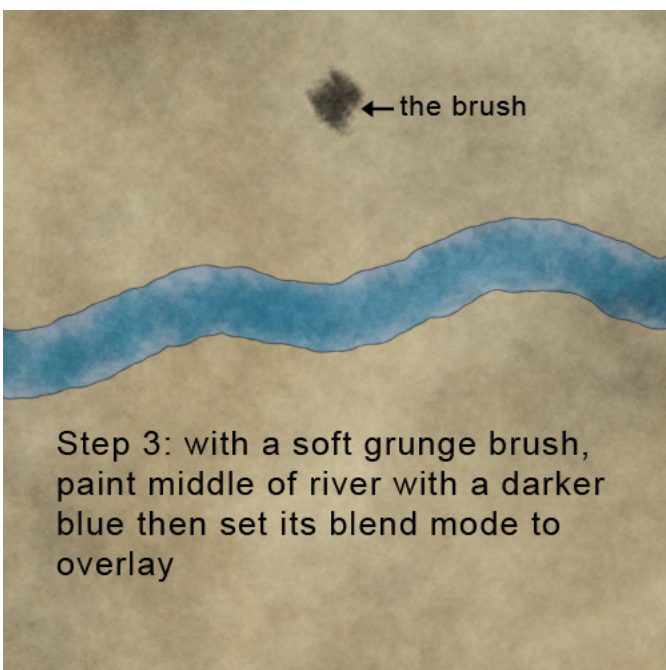 the brush
Step 3: with a soft grunge brush,
paint middle of river with a darker
blue then set its blend mode to
overlay